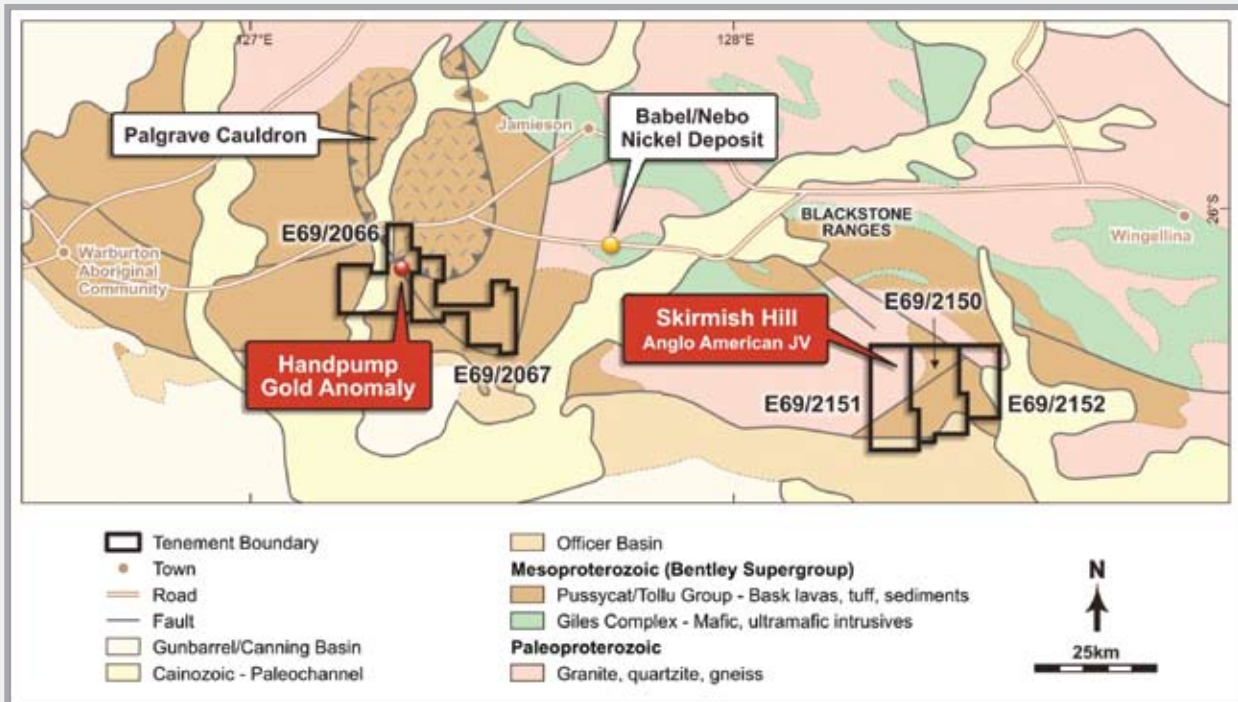 127°E
128°E
Palgrave Cauldron
Jamieson
Babel/Nebo
Nickel Deposit
26°S
E69/2066
BLACKSTONE
RANGES
Wingellina
Warburton
Aboriginal
Community
E69/2150
Skirmish Hill
Anglo American JV
Handpump
Gold Anomaly
E69/2067
E69/2151
E69/2152
Tenement Boundary
Town
Road
Fault
Gunbarrel/Canning Basin
Cainozoic - Paleochannel
Officer Basin
Mesoproterozoic (Bentley Supergroup)
Pussycat/Tollu Group - Bask lavas, tuff, sediments
Giles Complex - Mafic, ultramafic intrusives
Paleoproterozoic
Granite, quartzite, gneiss
N
25km